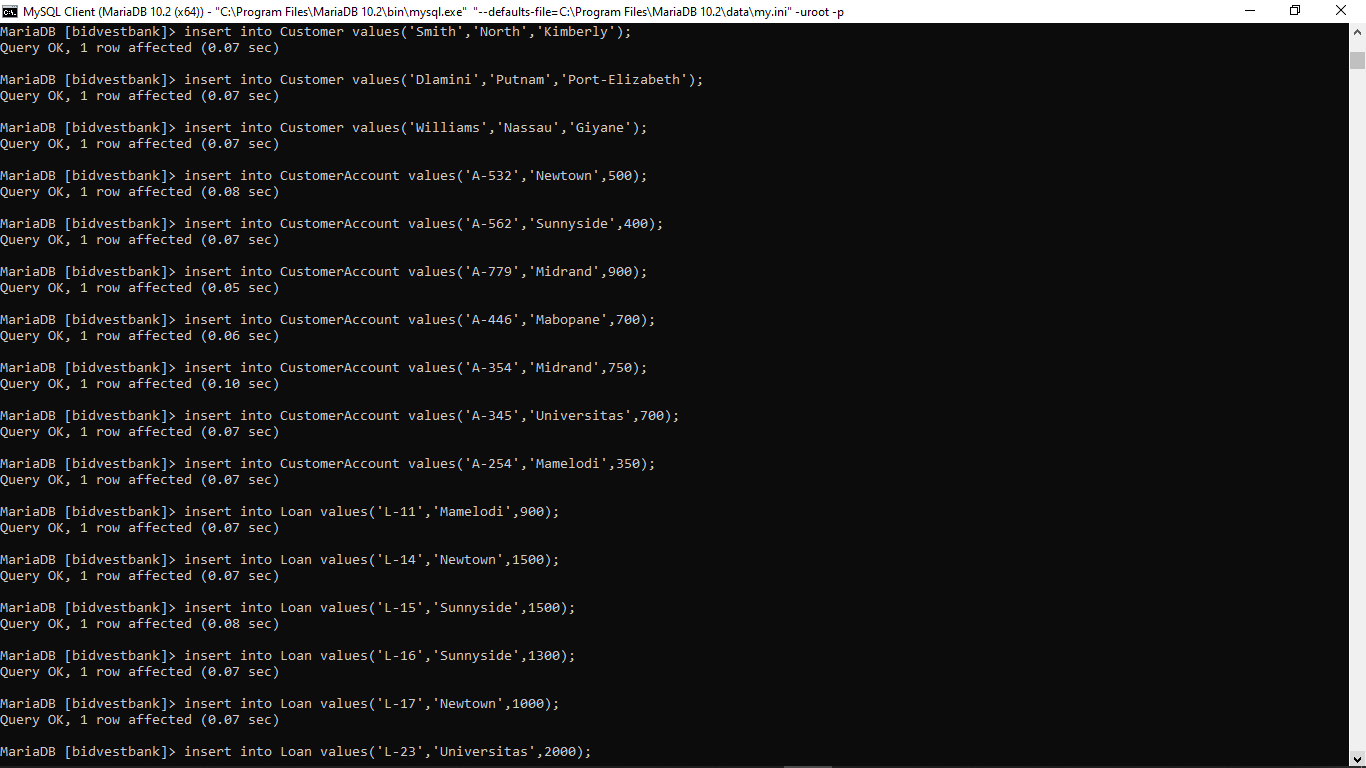 MySQL Client (MariaDB 10.2 (x64)) - "C:\Program Files\MariaDB 10.2\bin\mysql.exe" "--defaults-file=C:\Program Files\MariaDB 10.2\data\my.ini" -uroot -p
MariaDB [bidvestbank]> insert into Customer values('Smith','North','Kimberly');
Query OK, 1 row affected (0.07 sec)
MariaDB [bidvestbank]> insert into Customer values('Dlamini','Putnam','Port-Elizabeth');
Query OK, 1 row affected (0.07 sec)
MariaDB [bidvestbank]> insert into Customer values('Williams','Nassau','Giyane');
Query OK, 1 row affected (0.07 sec)
MariaDB [bidvestbank]> insert into CustomerAccount values('A-532','Newtown',500);
Query OK, 1 row affected (0.08 sec)
MariaDB [bidvestbank]> insert into CustomerAccount values('A-562','Sunnyside',400);
Query OK, 1 row affected (0.07 sec)
MariaDB [bidvestbank]> insert into CustomerAccount values('A-779','Midrand',900);
Query OK, 1 row affected (0.05 sec)
MariaDB [bidvestbank]> insert into CustomerAccount values('A-446','Mabopane',700);
Query OK, 1 row affected (0.06 sec)
MariaDB [bidvestbank]> insert into CustomerAccount values('A-354','Midrand',750);
Query OK, 1 row affected (0.10 sec)
MariaDB [bidvestbank]> insert into CustomerAccount values('A-345','Universitas',700);
Query OK, 1 row affected (0.07 sec)
MariaDB [bidvestbank]> insert into CustomerAccount values('A-254','Mamelodi',350);
Query OK, 1 row affected (0.07 sec)
MariaDB [bidvestbank]> insert into Loan values('L-11','Mamelodi',900);
Query OK, 1 row affected (0.07 sec)
MariaDB [bidvestbank]> insert into Loan values('L-14','Newtown',1500);
Query OK, 1 row affected (0.07 sec)
MariaDB [bidvestbank]> insert into Loan values('L-15','Sunnyside',1500);
Query OK, 1 row affected (0.08 sec)
MariaDB [bidvestbank]> insert into Loan values('L-16','Sunnyside',1300);
Query OK, 1 row affected (0.07 sec)
MariaDB [bidvestbank]> insert into Loan values('L-17','Newtown',1000);
Query OK, 1 row affected (0.07 sec)
MariaDB [bidvestbank]> insert into Loan values('L-23','Universitas',2000);